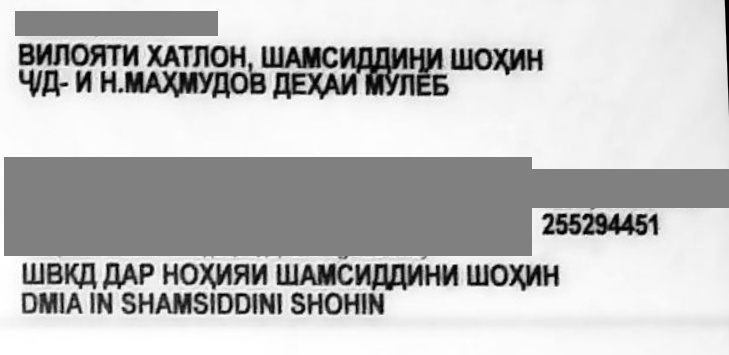 ВИЛОЯТИ ХАТЛОН, ШАМСИДДИНИ ШОҲИН
Ҷ/Д- И Н.МАҲМУДОВ ДЕҲАИ МУЛЁБ
255294451
ШВКД ДАР НОҲИЯИ ШАМСИДДИНИ ШОҲИН
DMIA IN SHAMSIDDINI SHOHIN